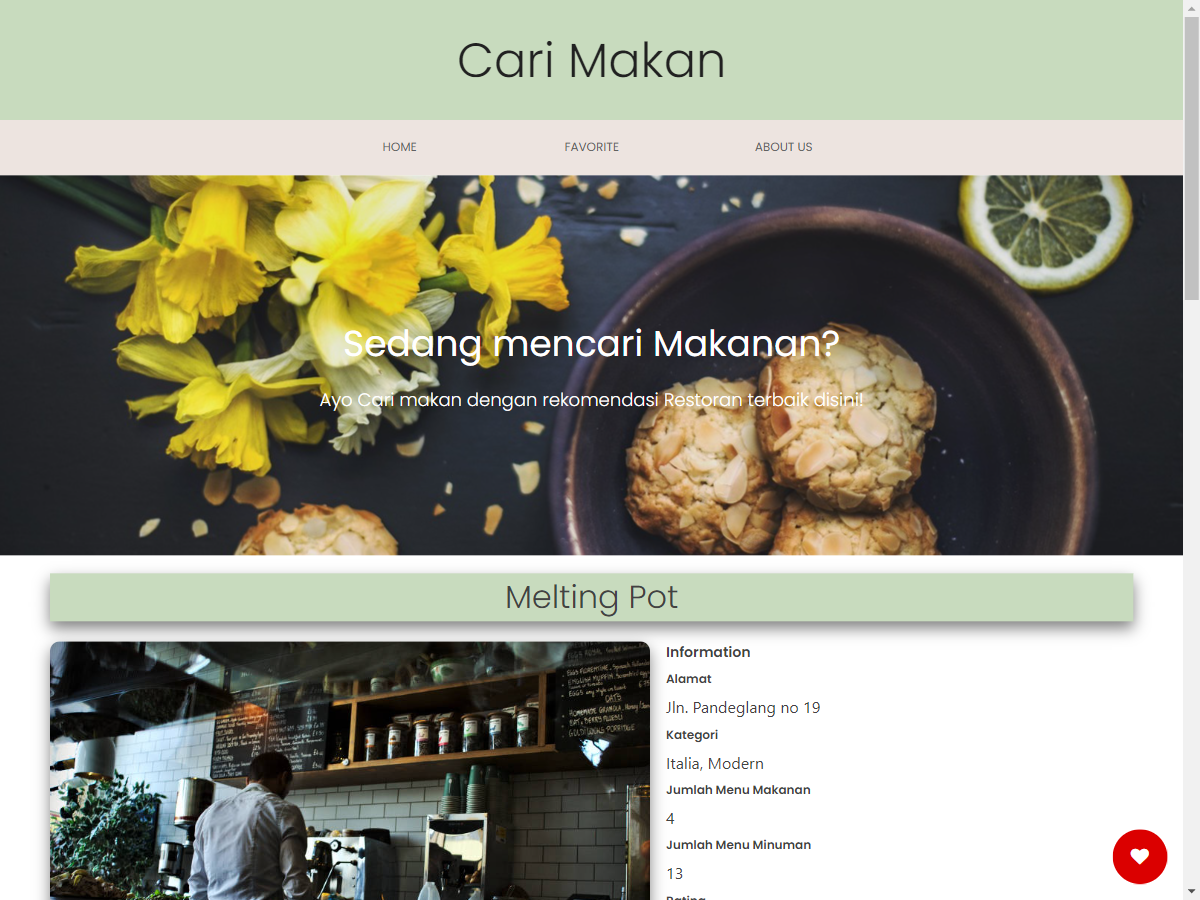 Cari Makan
HOME
FAVORITE
ABOUT US
Sedang mencari Makanan?
Ayo Cari makan dengan rekomendasi Restoran terbaik disini!
Melting Pot
Information
Alamat
Jln. Pandeglang no 19
Kategori
Italia, Modern
Jumlah Menu Makanan
4
Jumlah Menu Minuman
13
Rating